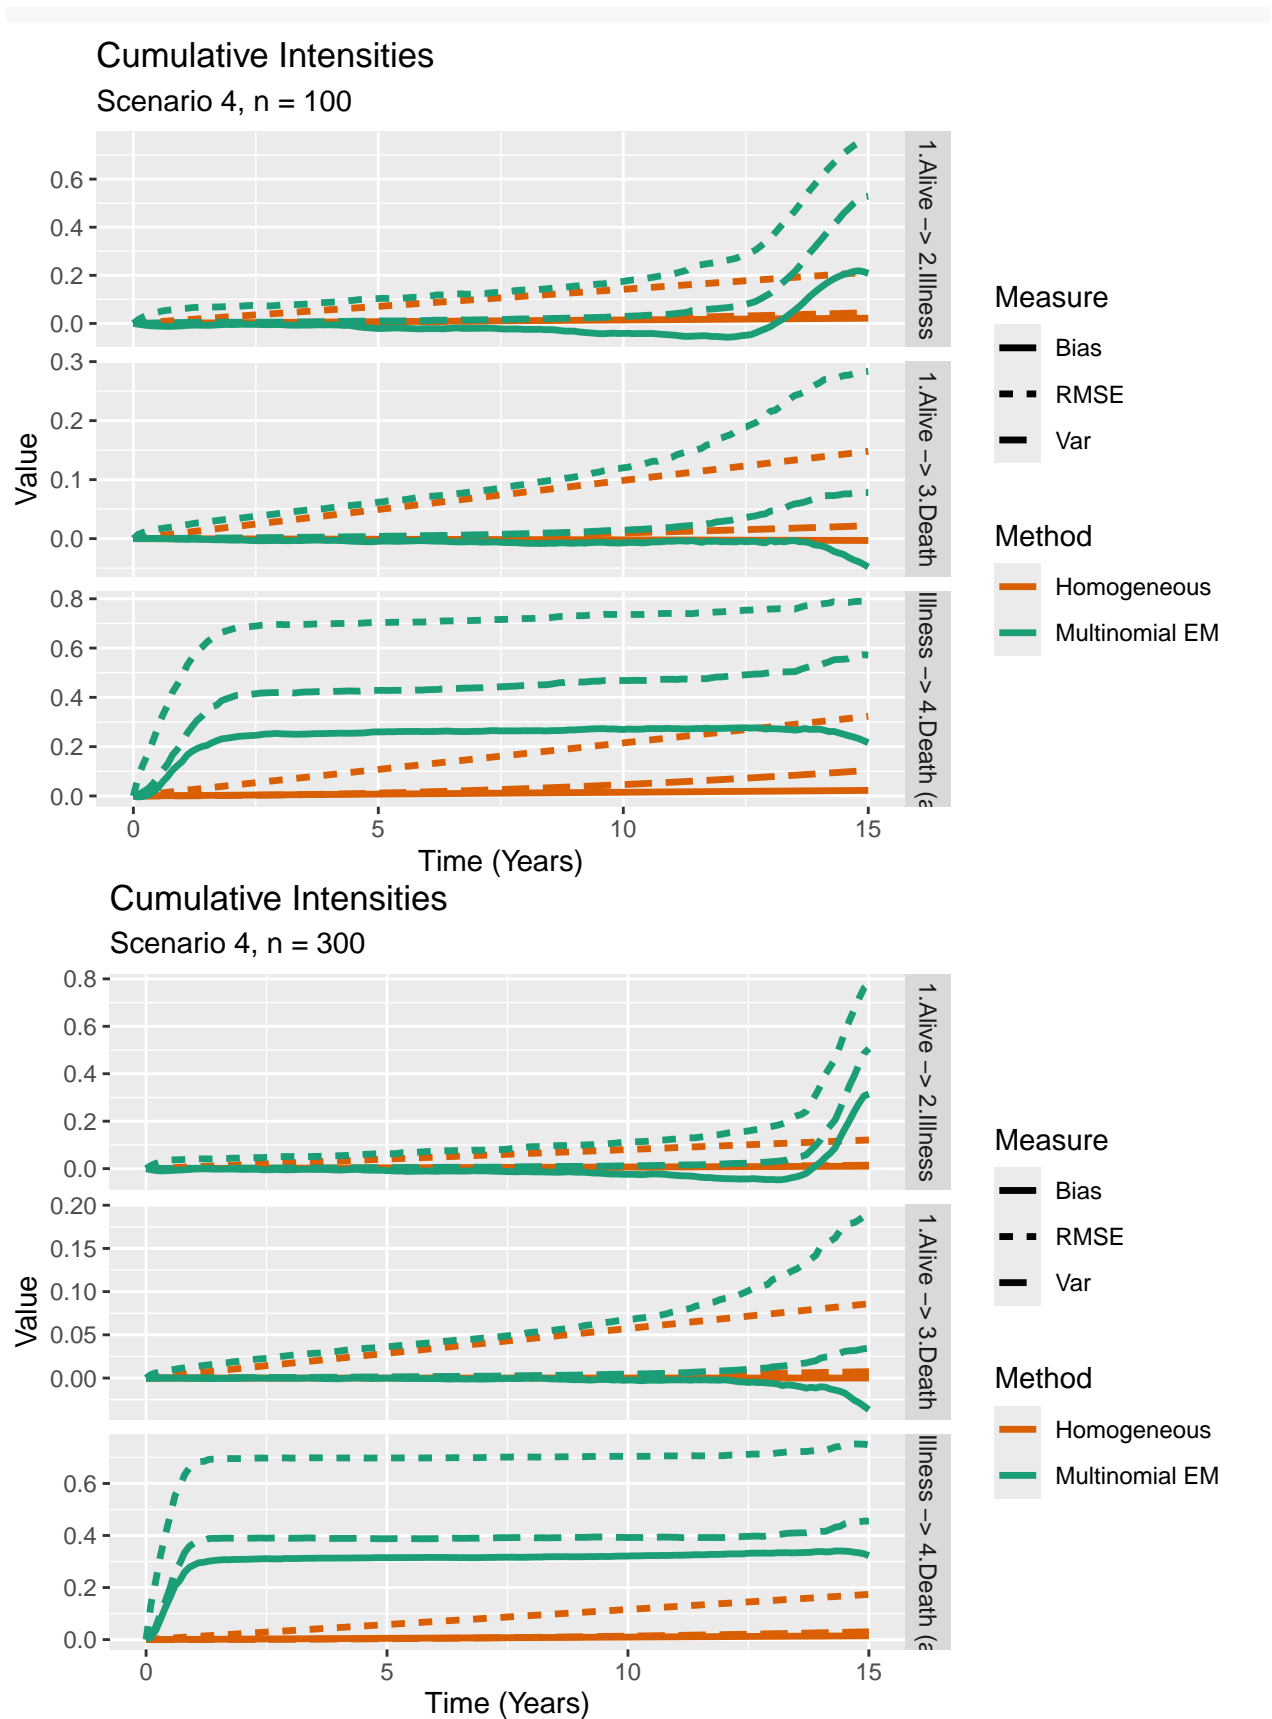 Cumulative Intensities
Scenario 4, n = 100
0.6
0.4
0.2
0.0
1.Alive −> 2.Illness
0.3
0.2
0.1
0.0
1.Alive −> 3.Death
0.8
0.6
0.4
0.2
0.0
Illness −> 4.Death (a
Value
0
5
10
15
Time (Years)
Measure
Bias
RMSE
Var
Method
Homogeneous
Multinomial EM
Cumulative Intensities
Scenario 4, n = 300
0.8
0.6
0.4
0.2
0.0
1.Alive −> 2.Illness
0.20
0.15
0.10
0.05
0.00
1.Alive −> 3.Death
0.6
0.4
0.2
0.0
Illness −> 4.Death (a
Value
0
5
10
15
Time (Years)
Measure
Bias
RMSE
Var
Method
Homogeneous
Multinomial EM